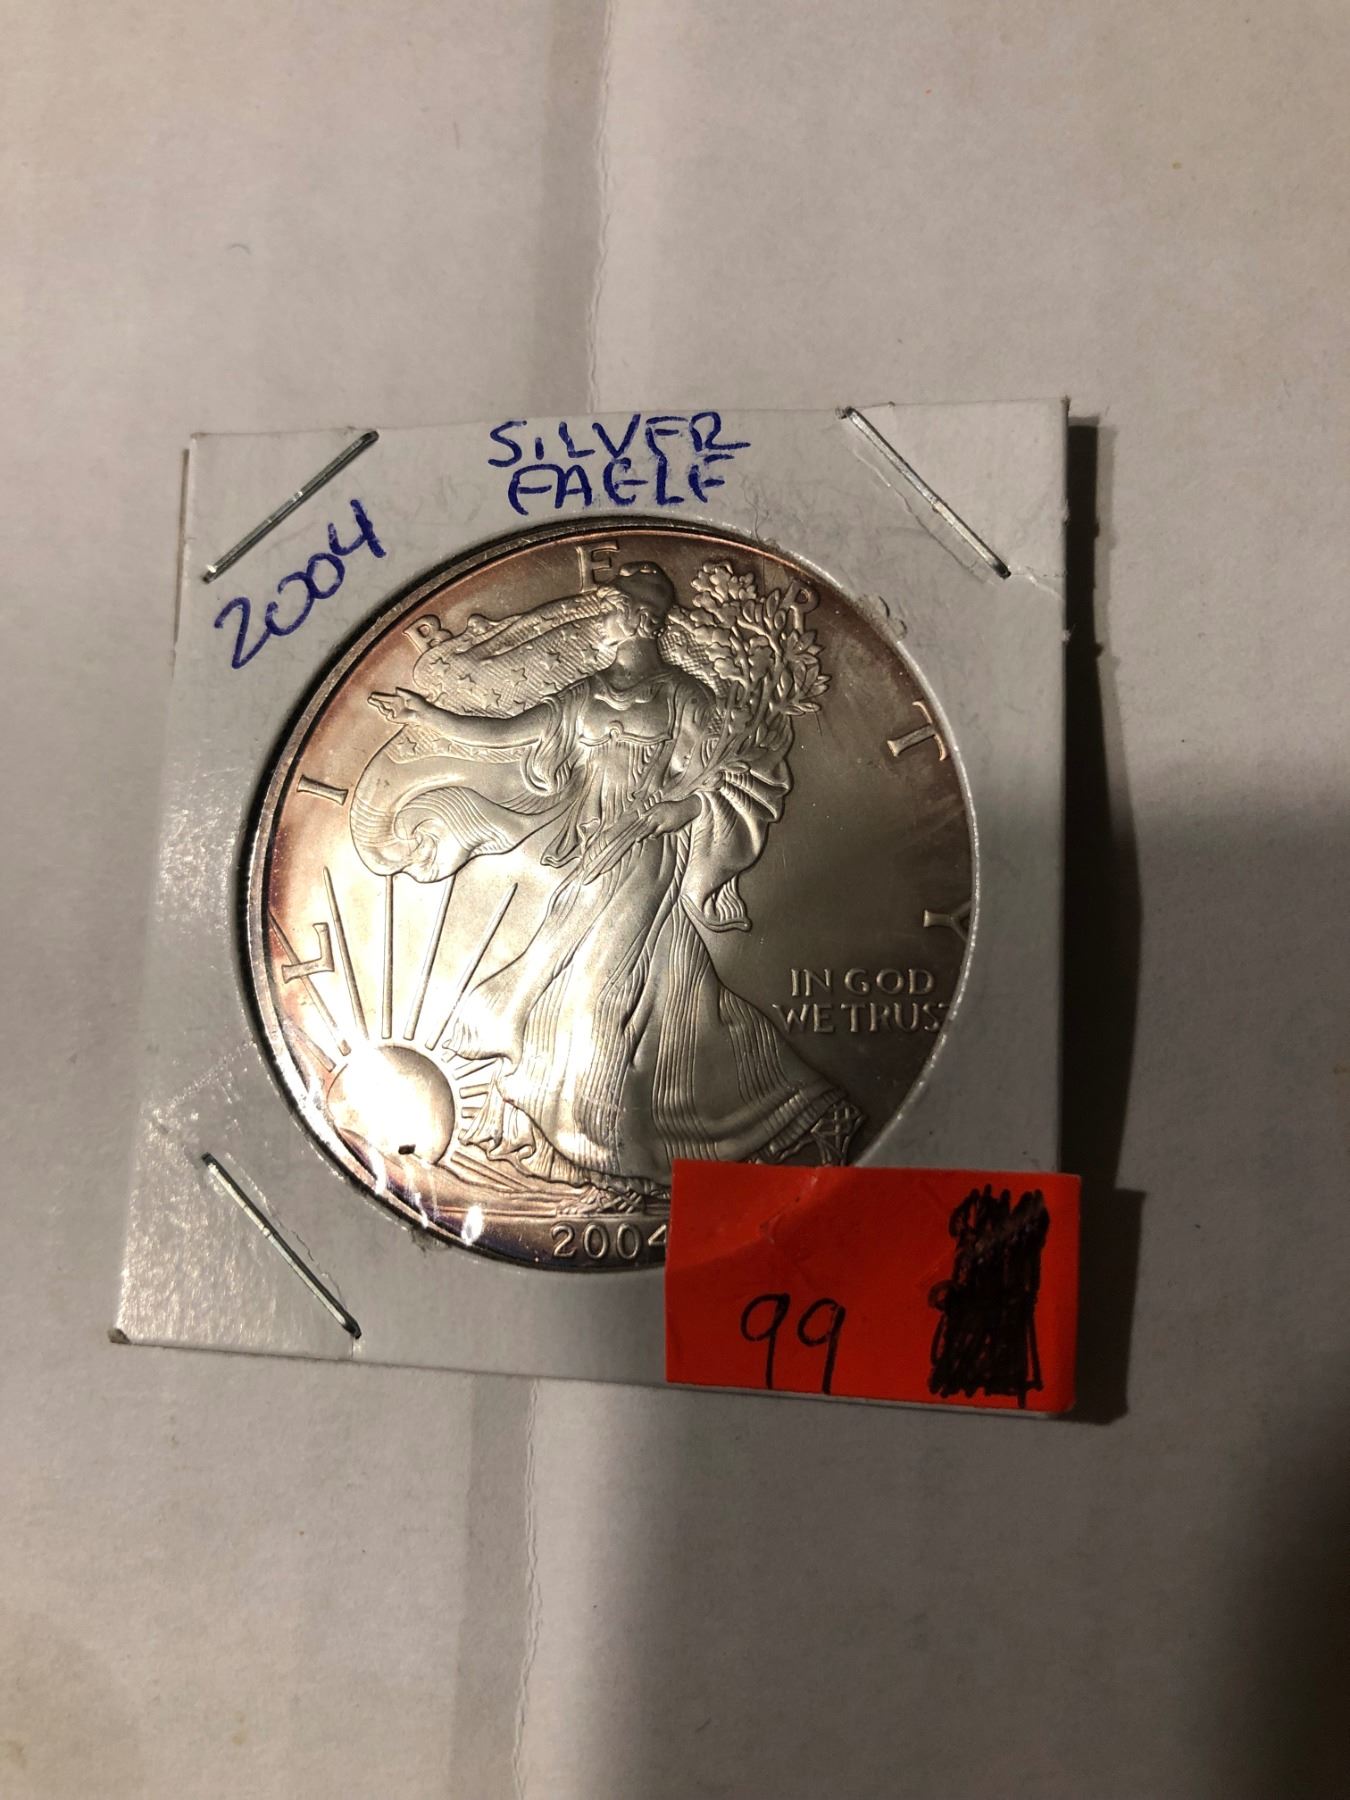 SILVER
EAGLE
2004
LIBERTY
IN GOD
WE TRUS
2004
99